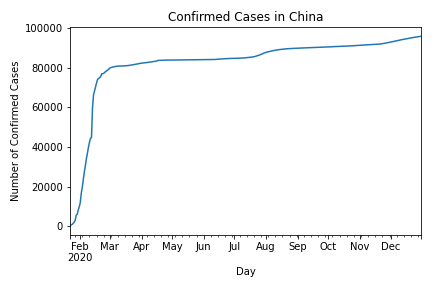 Confirmed Cases in China
Number of Confirmed Cases
100000
80000
60000
40000
20000
0
Feb Mar Apr May Jun Jul Aug Sep Oct Nov Dec
2020
Day